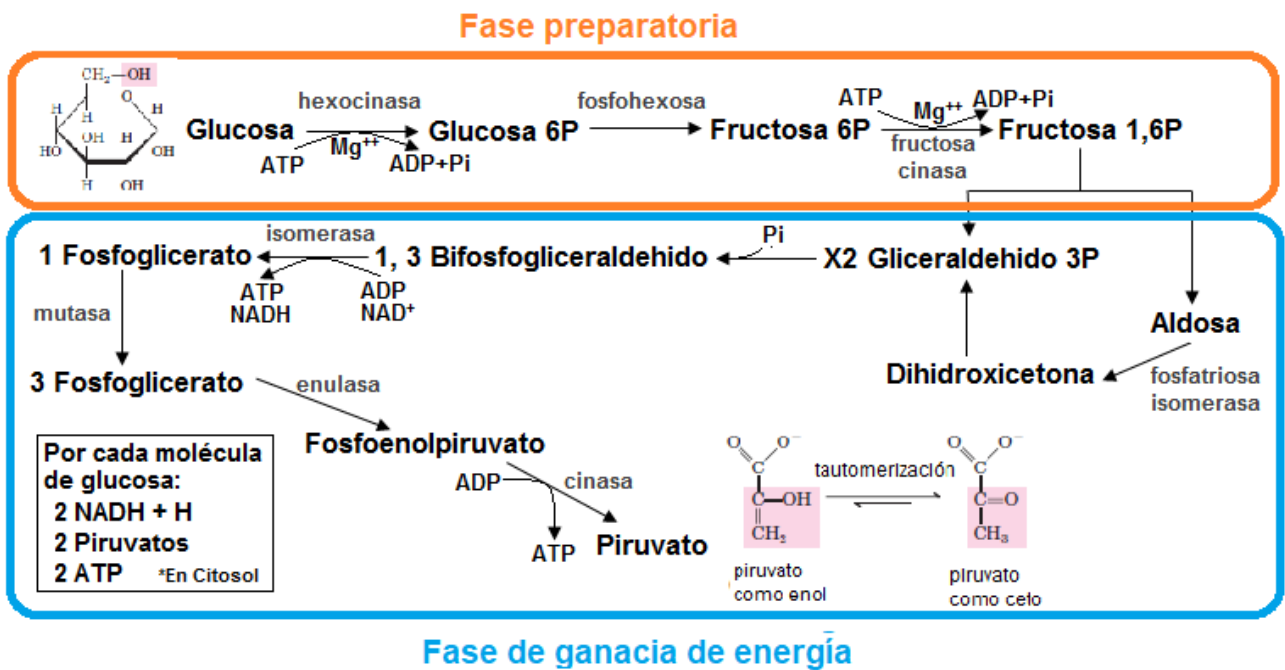 Fase preparatoria
CH₂—OH
O
H
H
H
OH
H
HO
OH
H
OH
Glucosa
hexocinasa
ATP
Mg⁺⁺
ADP+Pi
Glucosa 6P
fosfohexosa
Fructosa 6P
ATP
Mg⁺⁺
ADP+Pi
fructosa
cinasa
Fructosa 1,6P
1 Fosfoglicerato
isomerasa
ATP
NADH
ADP
NAD⁺
1, 3 Bifosfogliceraldehido
Pi
X2 Gliceraldehido 3P
Aldosa
fosfatriosa
isomerasa
Dihidroxicetona
mutasa
3 Fosfoglicerato
enulasa
Fosfoenolpiruvato
ADP
cinasa
ATP
Piruvato
Por cada molécula
de glucosa:
2 NADH + H
2 Piruvatos
2 ATP *En Citosol
O
O⁻
C
C—OH
CH₂
piruvato
como enol
tautomerización
O
O⁻
C
C=O
CH₃
piruvato
como ceto
Fase de ganacia de energía